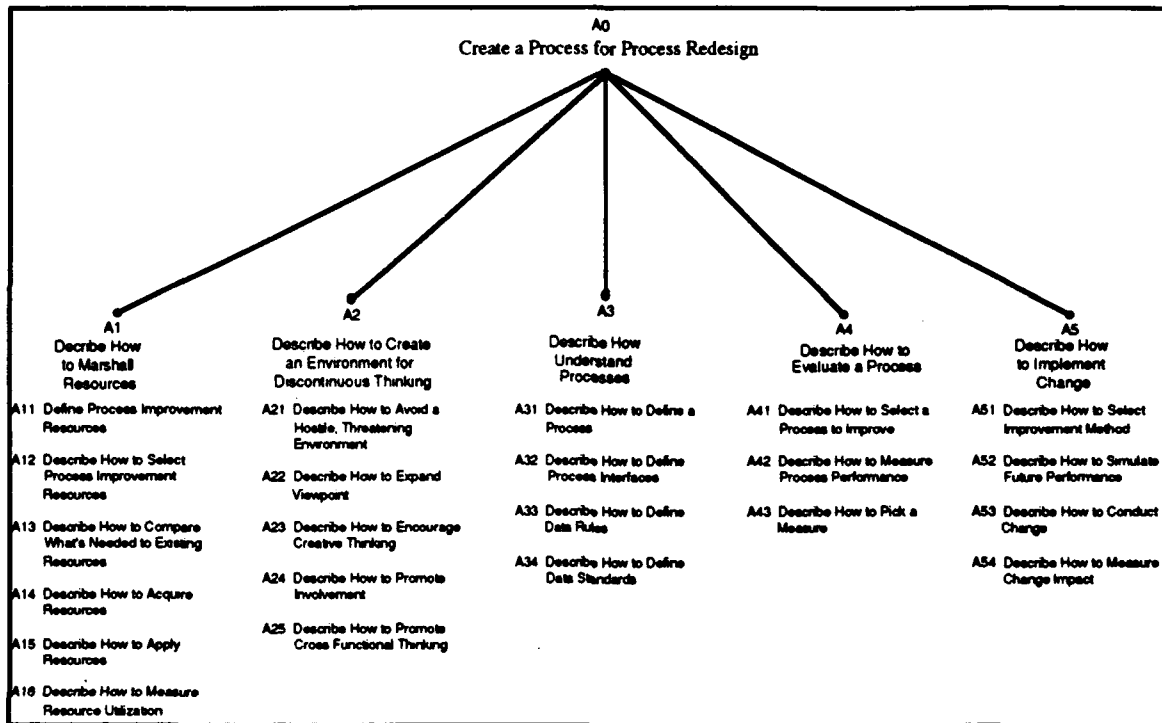 A0
Create a Process for Process Redesign
A1
Decribe How
to Marshall
Resources
A11 Define Process Improvement
Resources
A12 Describe How to Select
Process Improvement
Resources
A13 Describe How to Compare
What's Needed to Existing
Resources
A14 Describe How to Acquire
Resources
A15 Describe How to Apply
Resources
A16 Describe How to Measure
Resource Utilization
A2
Describe How to Create
an Environment for
Discontinuous Thinking
A21 Describe How to Avoid a
Hostile, Threatening
Environment
A22 Describe How to Expand
Viewpoint
A23 Describe How to Encourage
Creative Thinking
A24 Describe How to Promote
Involvement
A25 Describe How to Promote
Cross Functional Thinking
A3
Describe How
Understand
Processes
A31 Describe How to Define a
Process
A32 Describe How to Define
Process Interfaces
A33 Describe How to Define
Data Rules
A34 Describe How to Define
Data Standards
A4
Describe How to
Evaluate a Process
A41 Describe How to Select a
Process to Improve
A42 Describe How to Measure
Process Performance
A43 Describe How to Pick a
Measure
A5
Describe How
to Implement
Change
A51 Describe How to Select
Improvement Method
A52 Describe How to Simulate
Future Performance
A53 Describe How to Conduct
Change
A54 Describe How to Measure
Change Impact